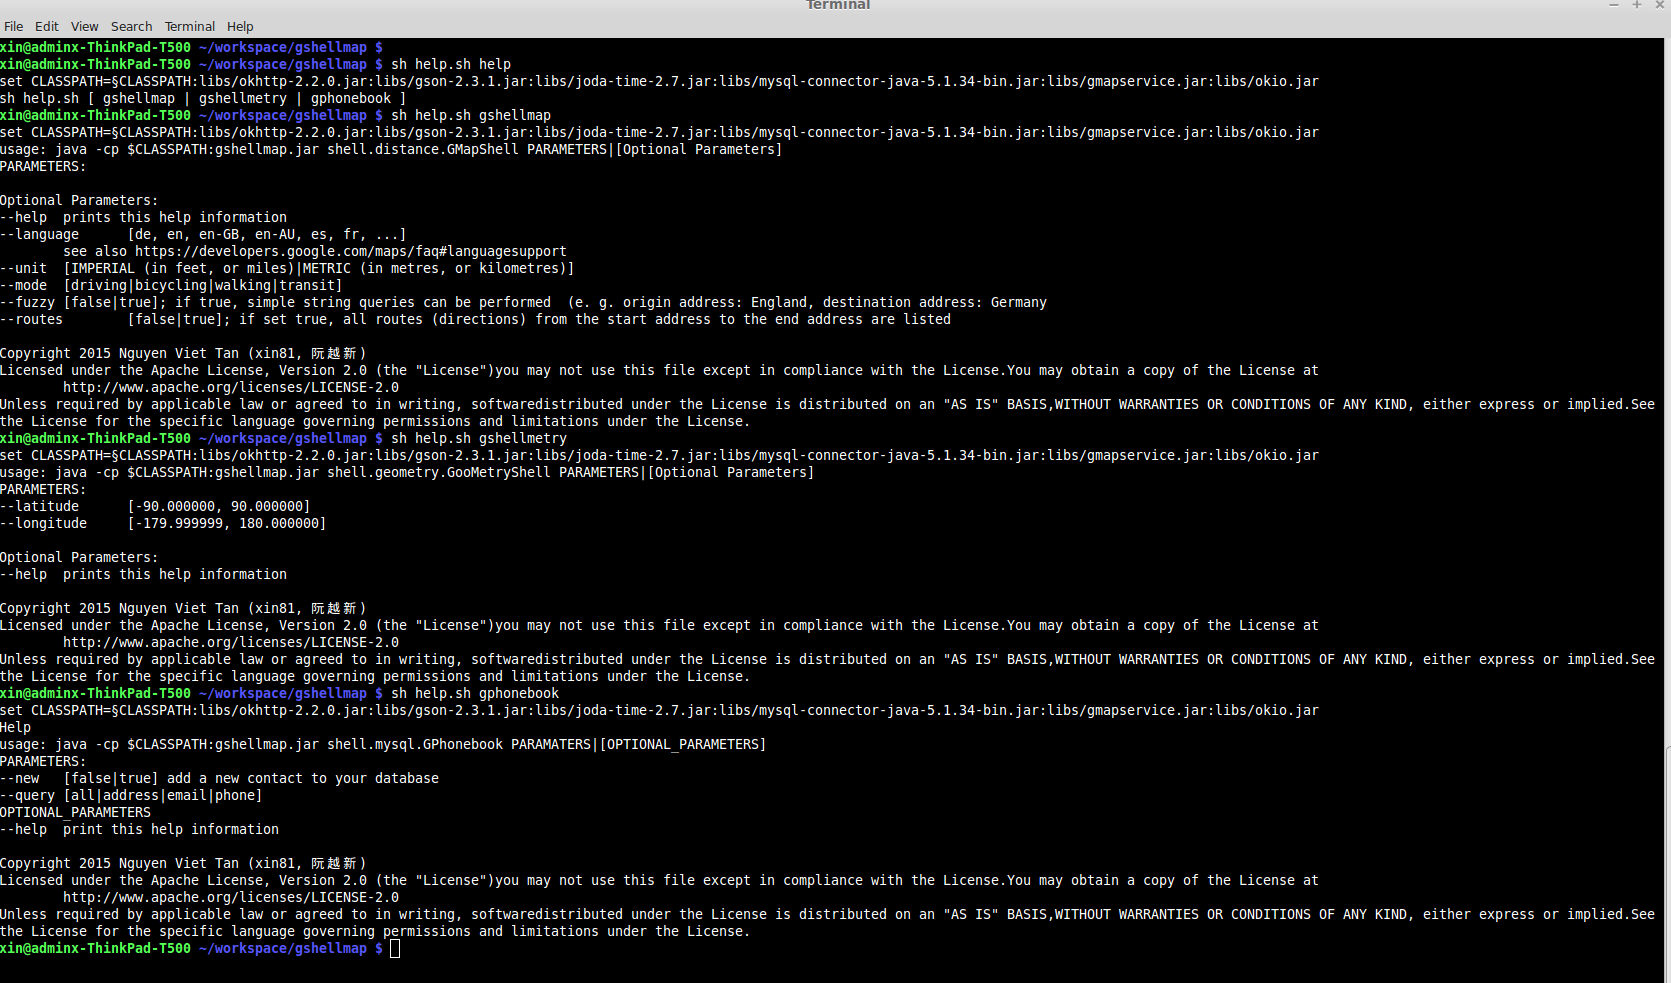 Terminal
File Edit View Search Terminal Help
xin@adminx-ThinkPad-T500 ~/workspace/gshellmap $
xin@adminx-ThinkPad-T500 ~/workspace/gshellmap $ sh help.sh help
set CLASSPATH=§CLASSPATH:libs/okhttp-2.2.0.jar:libs/gson-2.3.1.jar:libs/joda-time-2.7.jar:libs/mysql-connector-java-5.1.34-bin.jar:libs/gmapservice.jar:libs/okio.jar
sh help.sh [ gshellmap | gshellmetry | gphonebook ]
xin@adminx-ThinkPad-T500 ~/workspace/gshellmap $ sh help.sh gshellmap
set CLASSPATH=§CLASSPATH:libs/okhttp-2.2.0.jar:libs/gson-2.3.1.jar:libs/joda-time-2.7.jar:libs/mysql-connector-java-5.1.34-bin.jar:libs/gmapservice.jar:libs/okio.jar
usage: java -cp $CLASSPATH:gshellmap.jar shell.distance.GMapShell PARAMETERS|[Optional Parameters]
PARAMETERS:
Optional Parameters:
--help  prints this help information
--language      [de, en, en-GB, en-AU, es, fr, ...]
        see also https://developers.google.com/maps/faq#languagesupport
--unit  [IMPERIAL (in feet, or miles)|METRIC (in metres, or kilometres)]
--mode  [driving|bicycling|walking|transit]
--fuzzy [false|true]; if true, simple string queries can be performed  (e. g. origin address: England, destination address: Germany
--routes        [false|true]; if set true, all routes (directions) from the start address to the end address are listed
Copyright 2015 Nguyen Viet Tan (xin81, 阮越新)
Licensed under the Apache License, Version 2.0 (the "License")you may not use this file except in compliance with the License.You may obtain a copy of the License at
        http://www.apache.org/licenses/LICENSE-2.0
Unless required by applicable law or agreed to in writing, softwaredistributed under the License is distributed on an "AS IS" BASIS,WITHOUT WARRANTIES OR CONDITIONS OF ANY KIND, either express or implied.See
the License for the specific language governing permissions and limitations under the License.
xin@adminx-ThinkPad-T500 ~/workspace/gshellmap $ sh help.sh gshellmetry
set CLASSPATH=§CLASSPATH:libs/okhttp-2.2.0.jar:libs/gson-2.3.1.jar:libs/joda-time-2.7.jar:libs/mysql-connector-java-5.1.34-bin.jar:libs/gmapservice.jar:libs/okio.jar
usage: java -cp $CLASSPATH:gshellmap.jar shell.geometry.GooMetryShell PARAMETERS|[Optional Parameters]
PARAMETERS:
--latitude      [-90.000000, 90.000000]
--longitude     [-179.999999, 180.000000]
Optional Parameters:
--help  prints this help information
Copyright 2015 Nguyen Viet Tan (xin81, 阮越新)
Licensed under the Apache License, Version 2.0 (the "License")you may not use this file except in compliance with the License.You may obtain a copy of the License at
        http://www.apache.org/licenses/LICENSE-2.0
Unless required by applicable law or agreed to in writing, softwaredistributed under the License is distributed on an "AS IS" BASIS,WITHOUT WARRANTIES OR CONDITIONS OF ANY KIND, either express or implied.See
the License for the specific language governing permissions and limitations under the License.
xin@adminx-ThinkPad-T500 ~/workspace/gshellmap $ sh help.sh gphonebook
set CLASSPATH=§CLASSPATH:libs/okhttp-2.2.0.jar:libs/gson-2.3.1.jar:libs/joda-time-2.7.jar:libs/mysql-connector-java-5.1.34-bin.jar:libs/gmapservice.jar:libs/okio.jar
Help
usage: java -cp $CLASSPATH:gshellmap.jar shell.mysql.GPhonebook PARAMATERS|[OPTIONAL_PARAMETERS]
PARAMETERS:
--new   [false|true] add a new contact to your database
--query [all|address|email|phone]
OPTIONAL_PARAMETERS
--help  print this help information
Copyright 2015 Nguyen Viet Tan (xin81, 阮越新)
Licensed under the Apache License, Version 2.0 (the "License")you may not use this file except in compliance with the License.You may obtain a copy of the License at
        http://www.apache.org/licenses/LICENSE-2.0
Unless required by applicable law or agreed to in writing, softwaredistributed under the License is distributed on an "AS IS" BASIS,WITHOUT WARRANTIES OR CONDITIONS OF ANY KIND, either express or implied.See
the License for the specific language governing permissions and limitations under the License.
xin@adminx-ThinkPad-T500 ~/workspace/gshellmap $